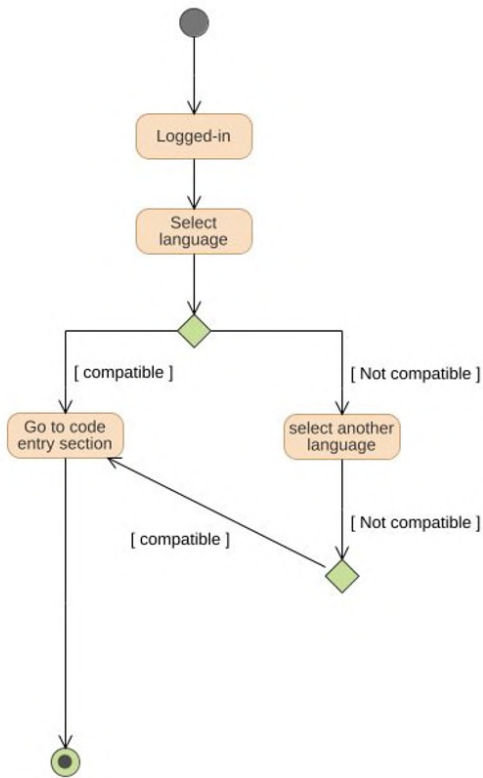 Logged-in
Select
language
[ compatible ]
[ Not compatible ]
Go to code
entry section
select another
language
[ Not compatible ]
[ compatible ]